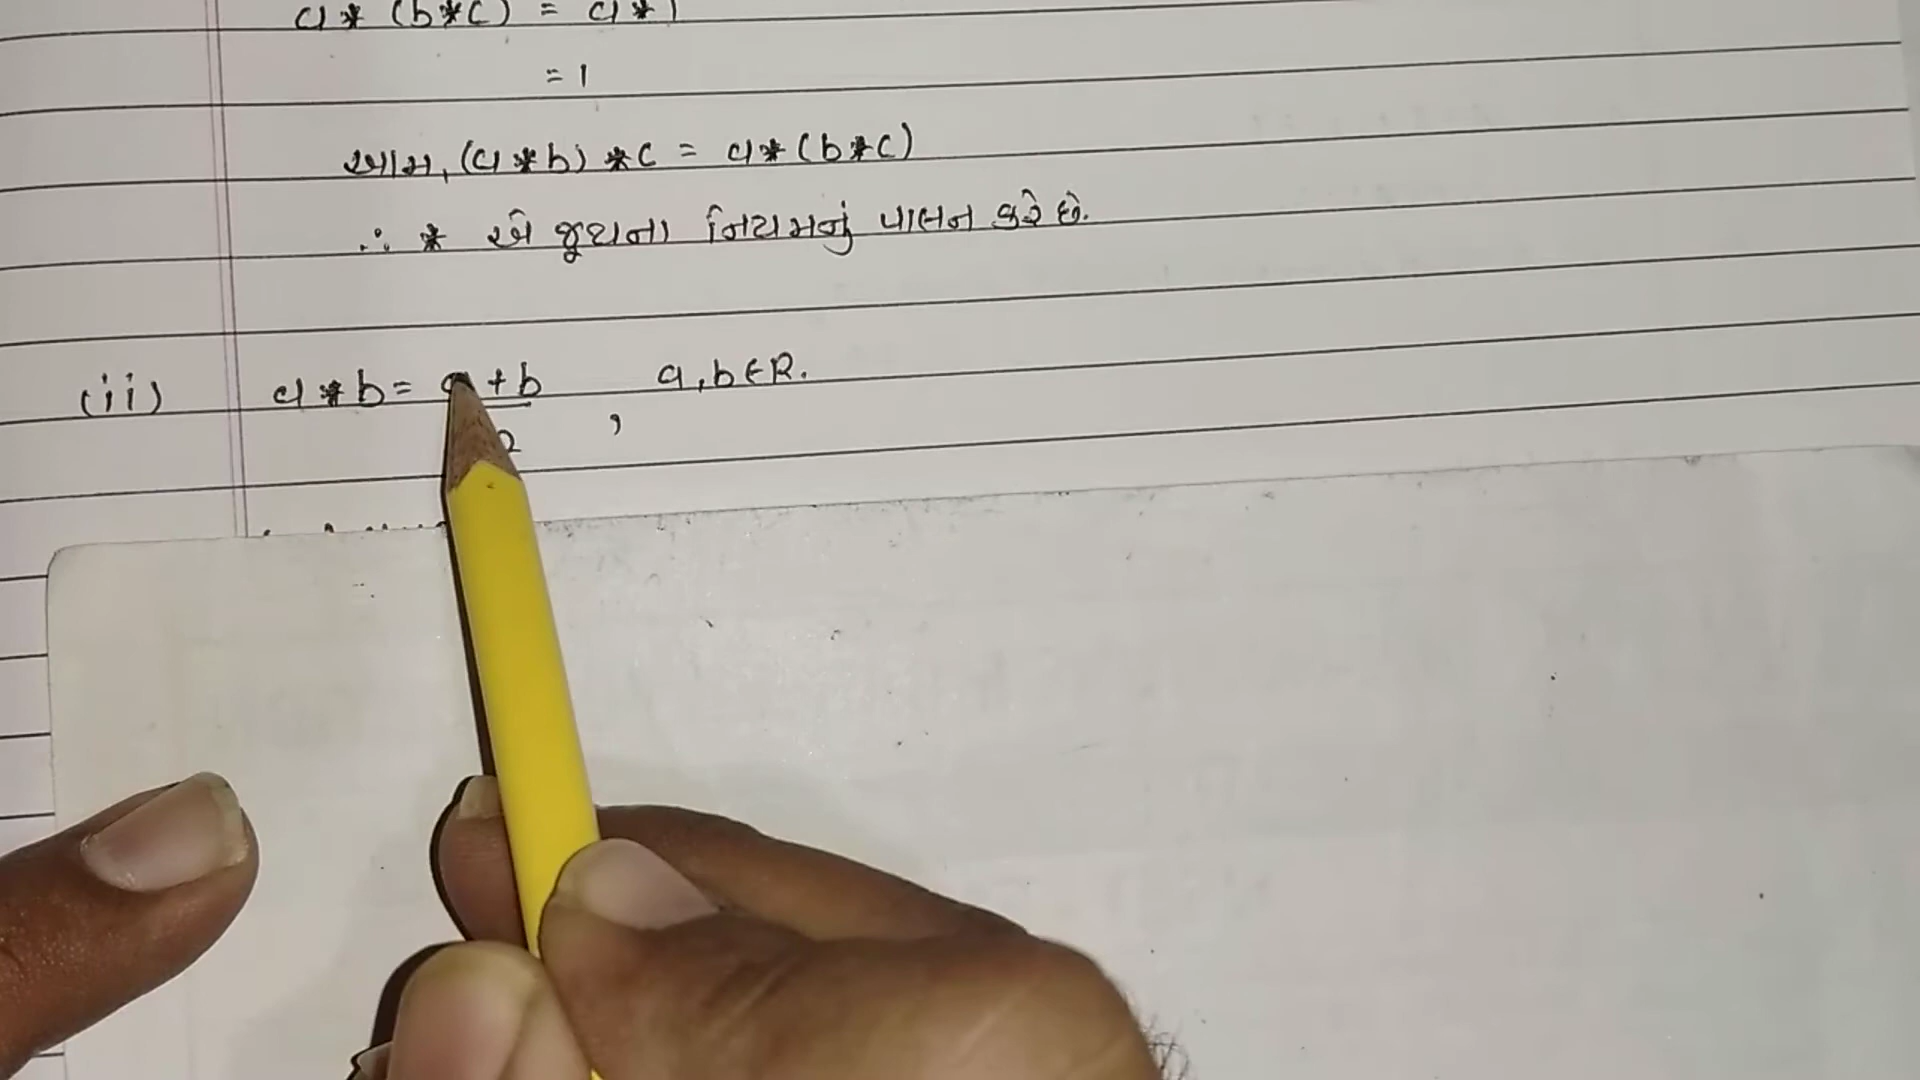 a * (b*c) = a * 1
= 1
આમ, (a * b) * c = a * (b * c)
∴ * એ જૂથના નિયમનું પાલન કરે છે.
(ii) a * b = a + b / 2 , a, b ∈ R.